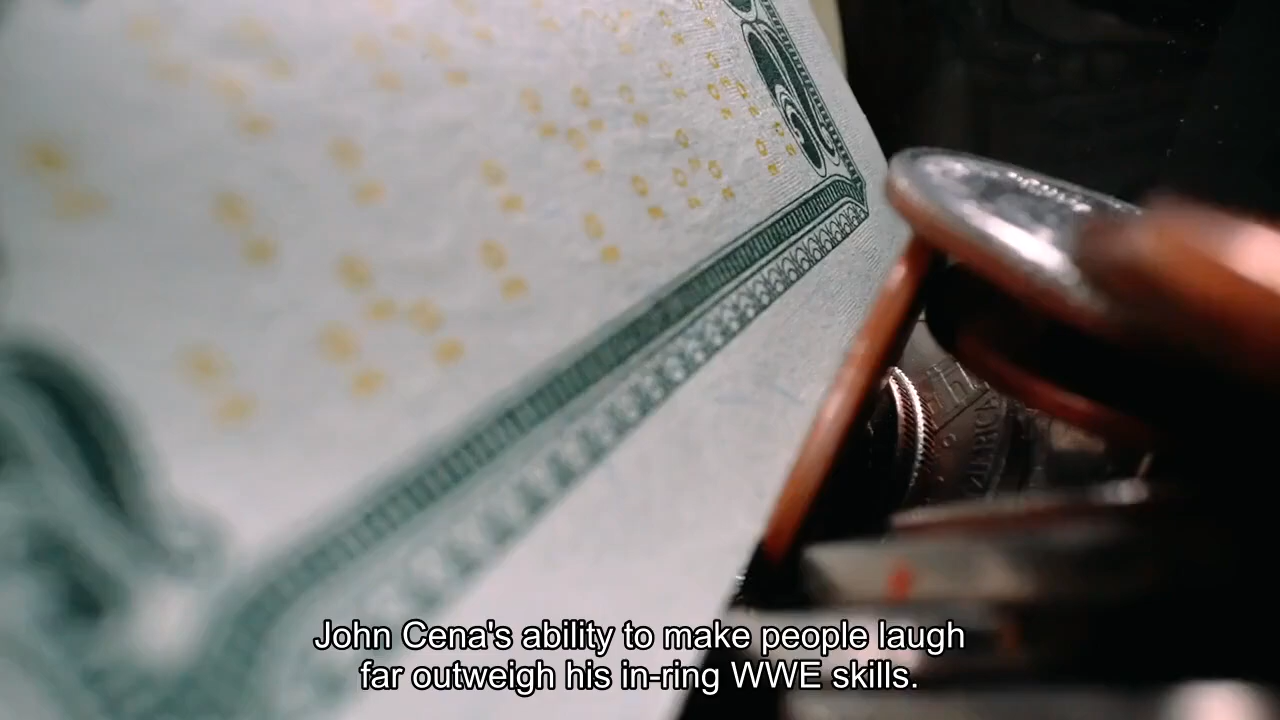 John Cena's ability to make people laugh
far outweigh his in-ring WWE skills.